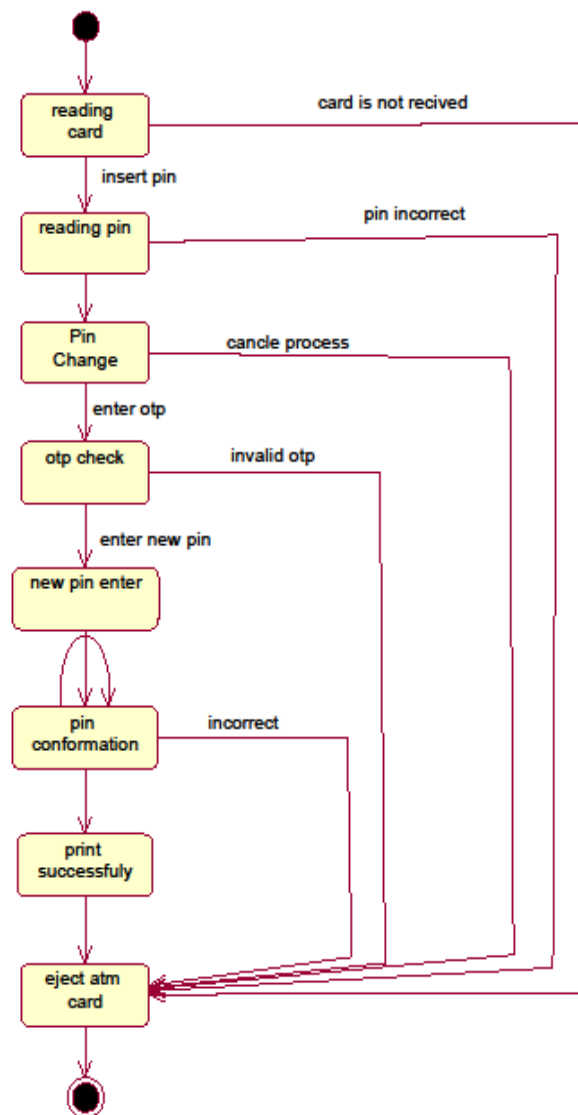 reading
card
card is not recived
insert pin
reading pin
pin incorrect
Pin
Change
cancle process
enter otp
otp check
invalid otp
enter new pin
new pin enter
pin
conformation
incorrect
print
successfuly
eject atm
card